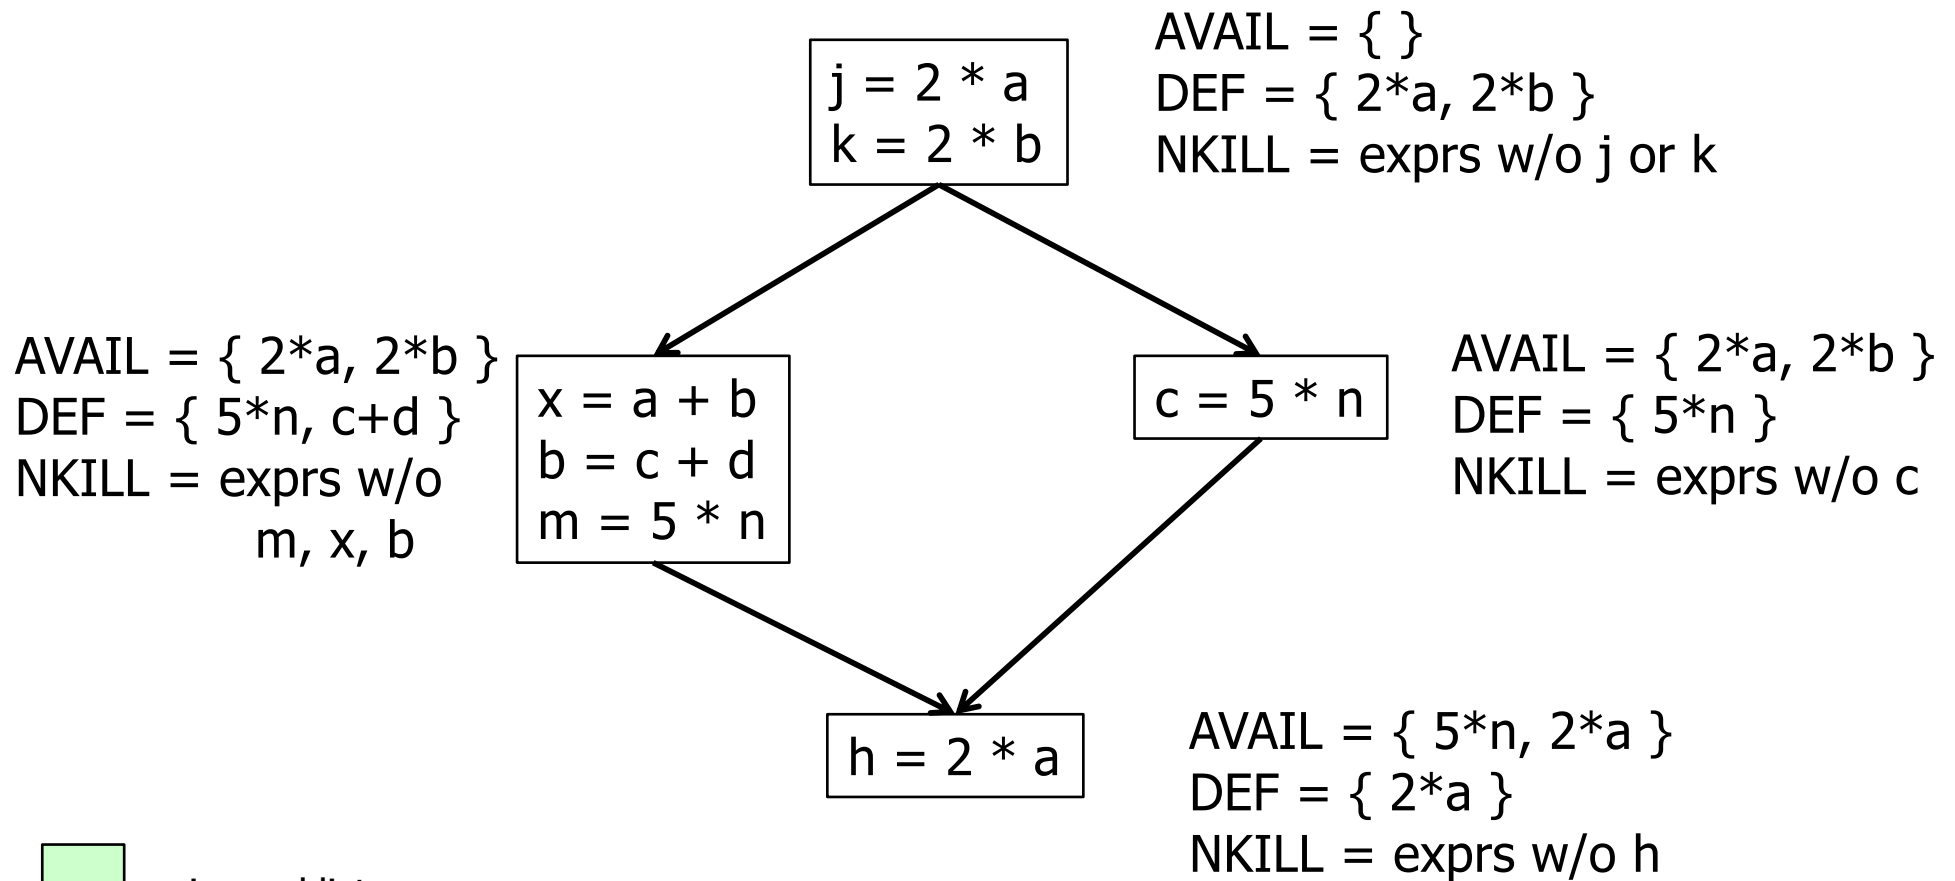 j = 2 * a
k = 2 * b
AVAIL = { }
DEF = { 2*a, 2*b }
NKILL = exprs w/o j or k
AVAIL = { 2*a, 2*b }
DEF = { 5*n, c+d }
NKILL = exprs w/o
m, x, b
x = a + b
b = c + d
m = 5 * n
c = 5 * n
AVAIL = { 2*a, 2*b }
DEF = { 5*n }
NKILL = exprs w/o c
h = 2 * a
AVAIL = { 5*n, 2*a }
DEF = { 2*a }
NKILL = exprs w/o h